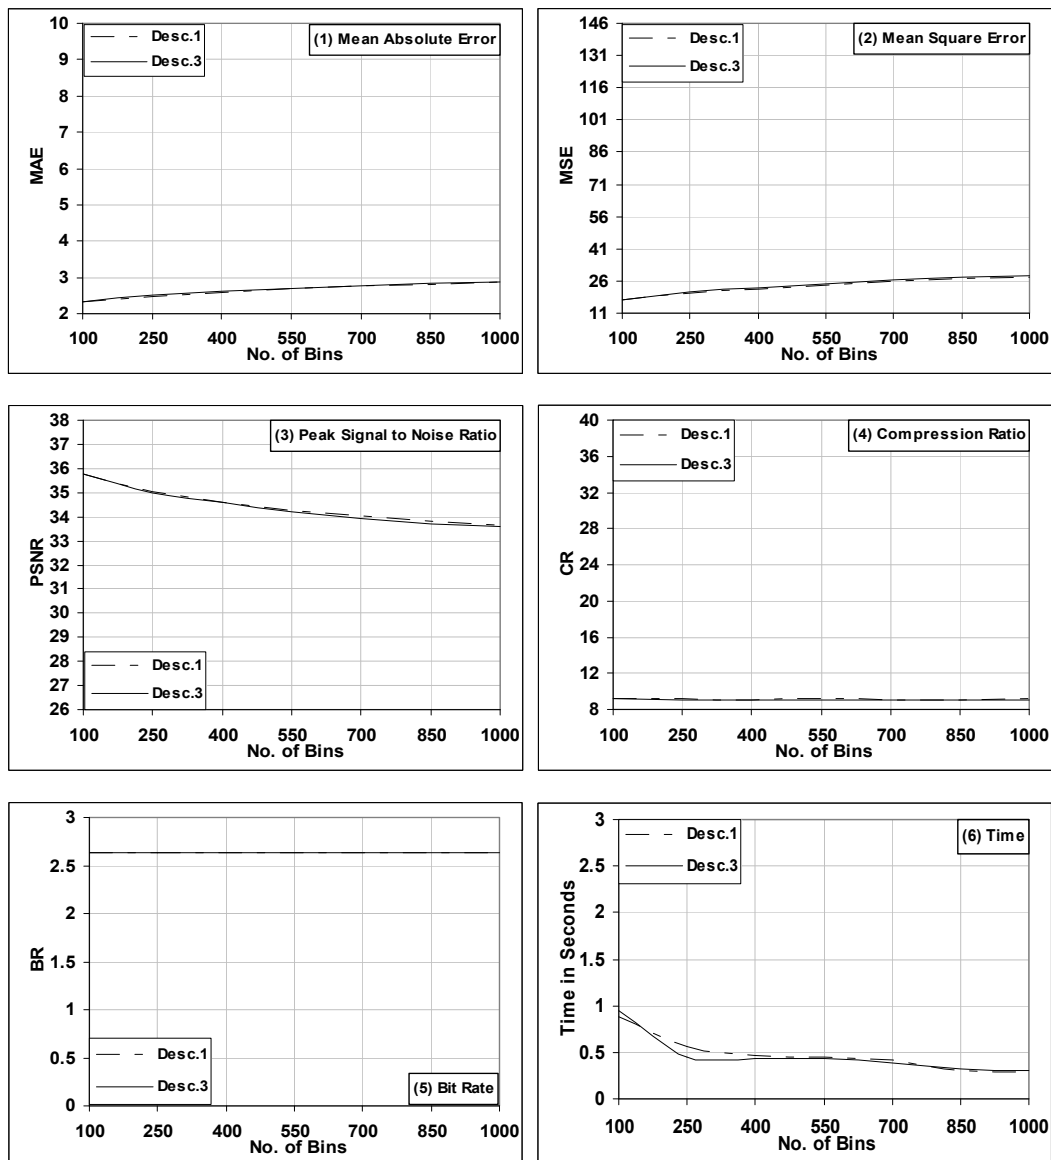 (1) Mean Absolute Error
Desc.1
Desc.3
MAE
10
9
8
7
6
5
4
3
2
100 250 400 550 700 850 1000
No. of Bins
(2) Mean Square Error
Desc.1
Desc.3
MSE
146
131
116
101
86
71
56
41
26
11
100 250 400 550 700 850 1000
No. of Bins
(3) Peak Signal to Noise Ratio
Desc.1
Desc.3
PSNR
38
37
36
35
34
33
32
31
30
29
28
27
26
100 250 400 550 700 850 1000
No. of Bins
(4) Compression Ratio
Desc.1
Desc.3
CR
40
36
32
28
24
20
16
12
8
100 250 400 550 700 850 1000
No. of Bins
(5) Bit Rate
Desc.1
Desc.3
BR
3
2.5
2
1.5
1
0.5
0
100 250 400 550 700 850 1000
No. of Bins
(6) Time
Desc.1
Desc.3
Time in Seconds
3
2.5
2
1.5
1
0.5
0
100 250 400 550 700 850 1000
No. of Bins